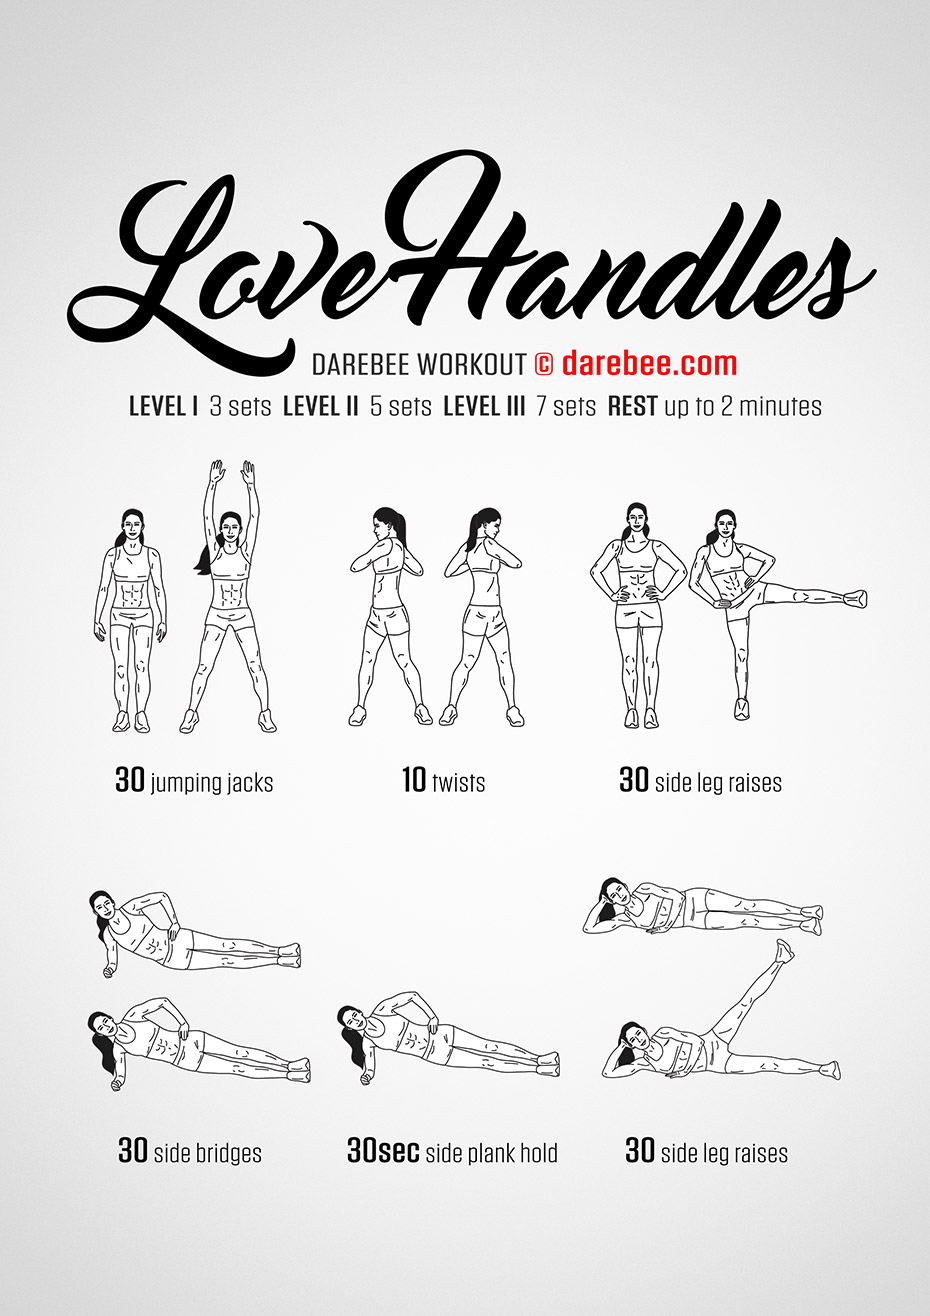 Love Handles
DAREBEE WORKOUT © darebee.com
LEVEL I 3 sets LEVEL II 5 sets LEVEL III 7 sets REST up to 2 minutes
30 jumping jacks
10 twists
30 side leg raises
30 side bridges
30sec side plank hold
30 side leg raises